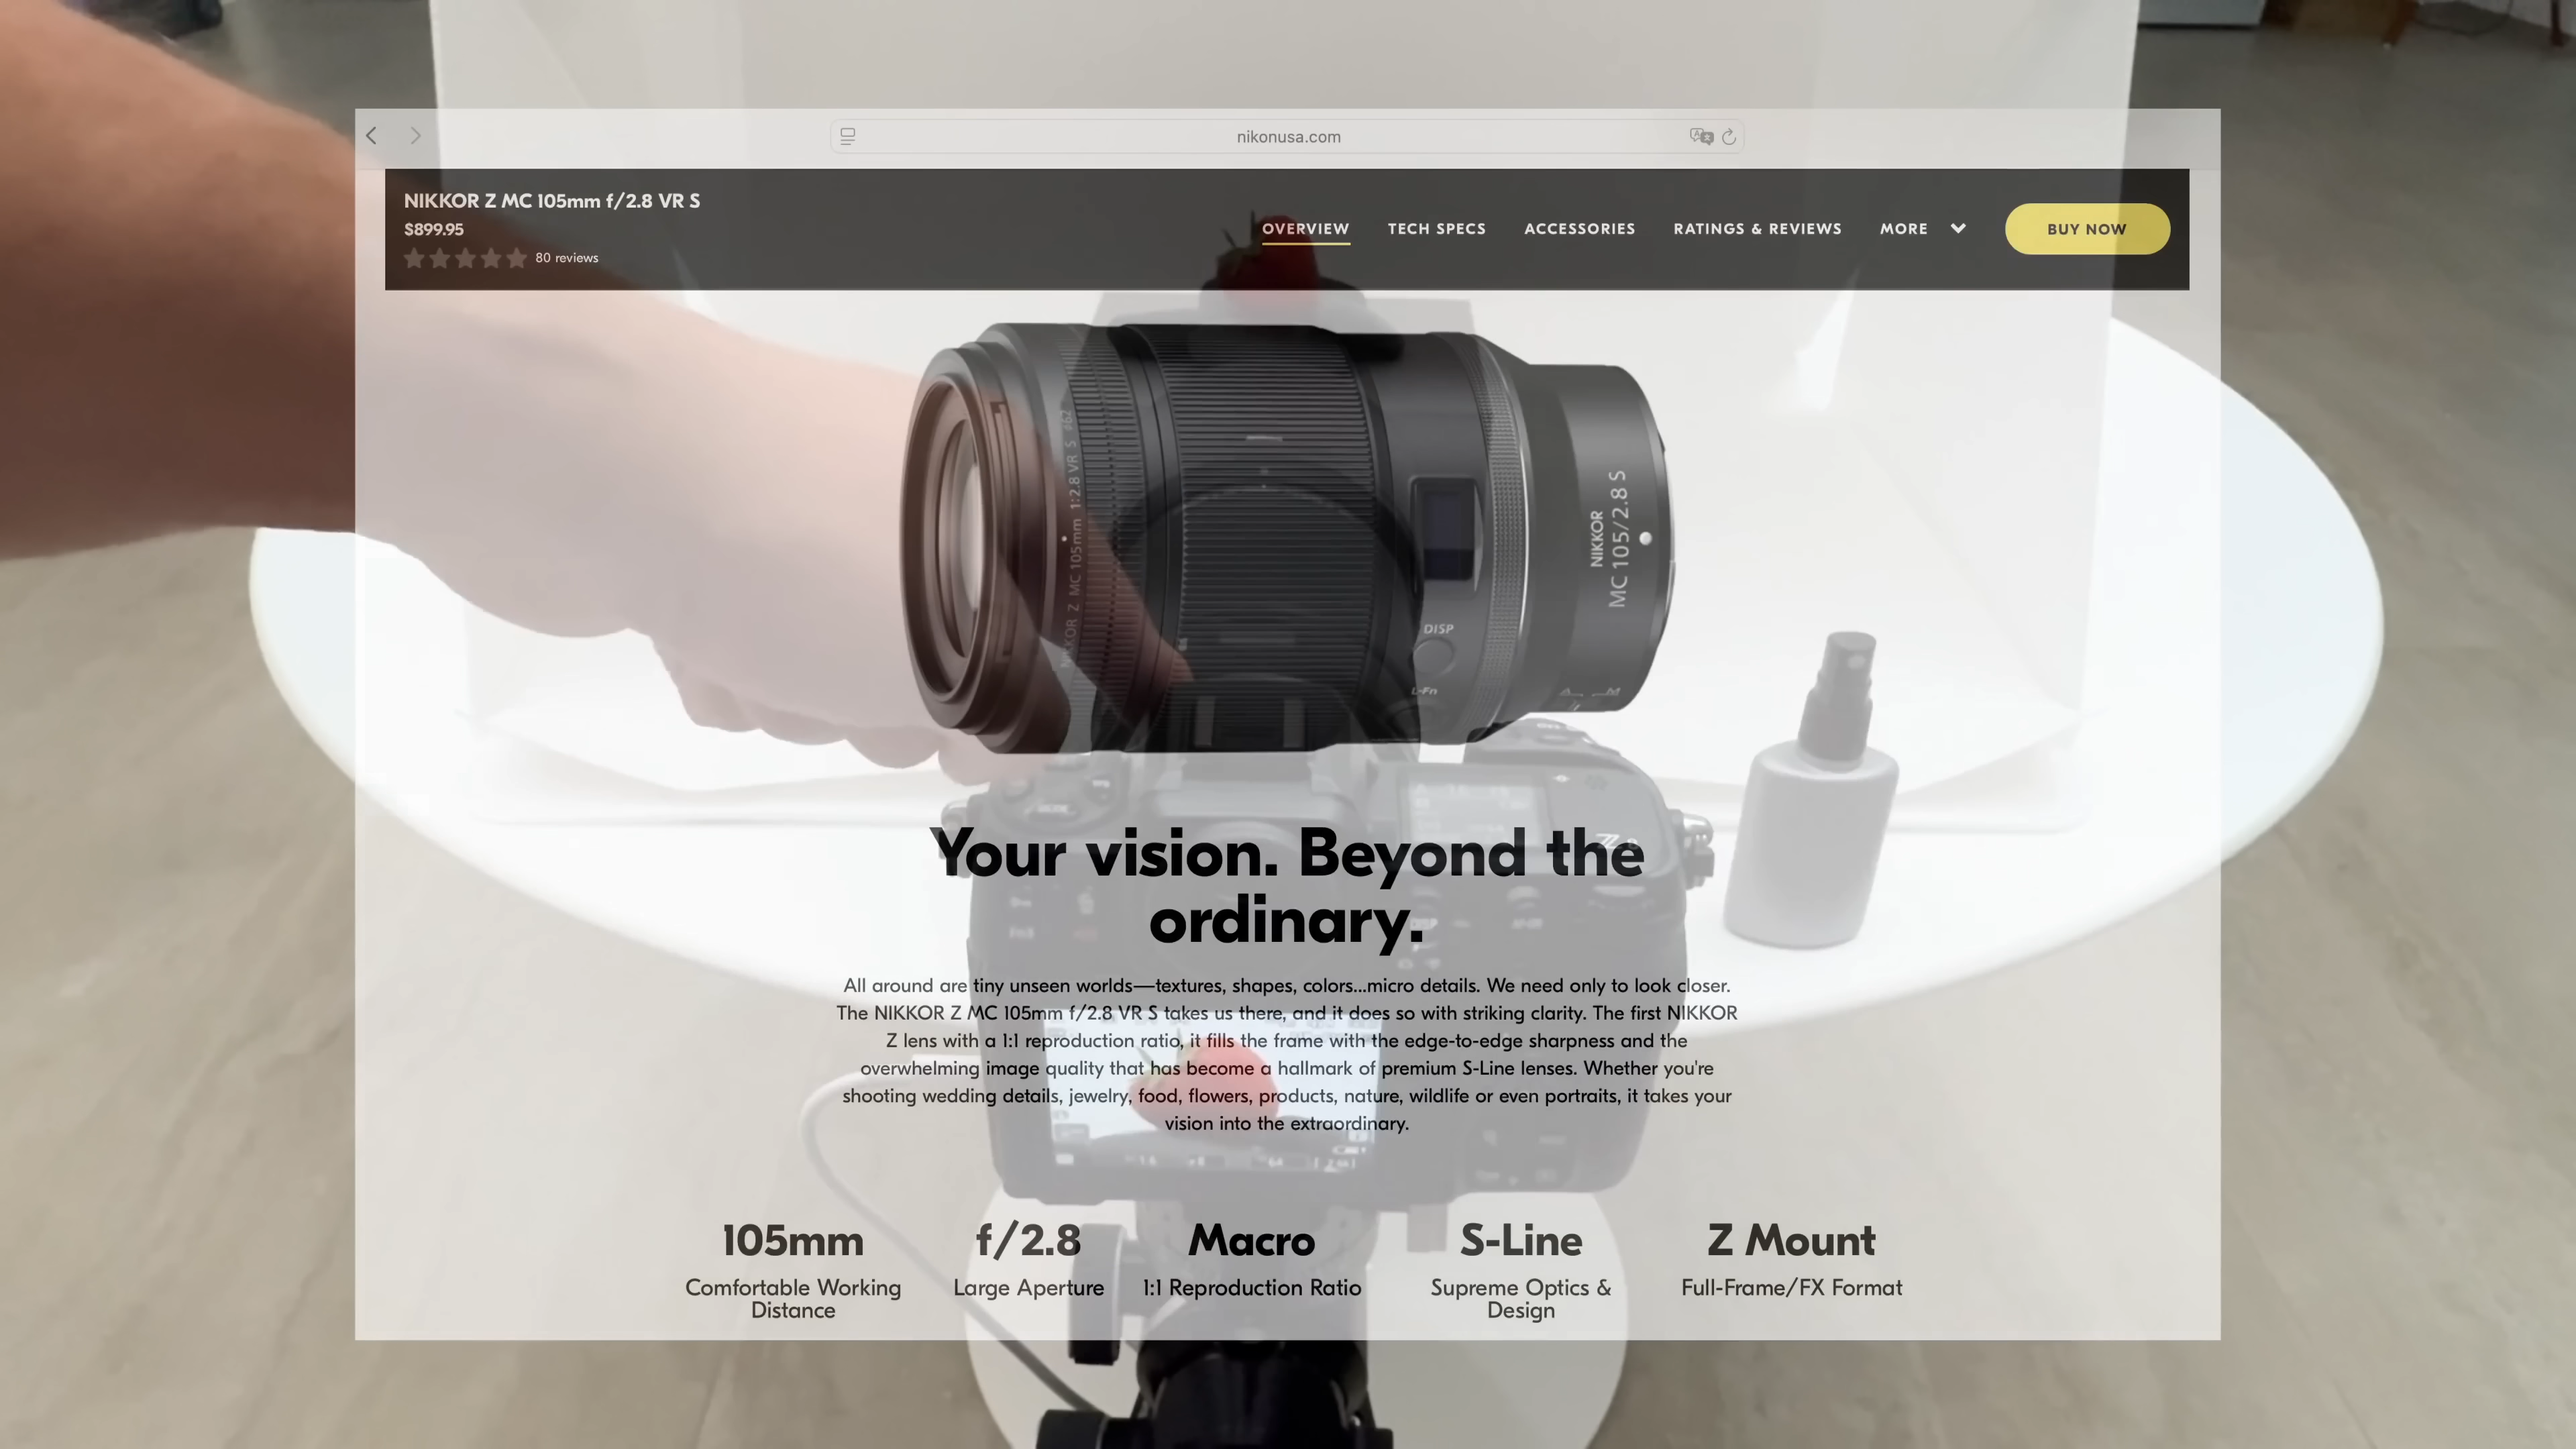 nikonusa.com
NIKKOR Z MC 105mm f/2.8 VR S
$899.95
80 reviews
OVERVIEW
TECH SPECS
ACCESSORIES
RATINGS & REVIEWS
MORE
BUY NOW
NIKKOR Z MC 105mm 1:2.8 VR S
NIKKOR
MC 105/2.8 S
DISP
L-Fn
Your vision. Beyond the
ordinary.
All around are tiny unseen worlds—textures, shapes, colors...micro details. We need only to look closer.
The NIKKOR Z MC 105mm f/2.8 VR S takes us there, and it does so with striking clarity. The first NIKKOR
Z lens with a 1:1 reproduction ratio, it fills the frame with the edge-to-edge sharpness and the
overwhelming image quality that has become a hallmark of premium S-Line lenses. Whether you're
shooting wedding details, jewelry, food, flowers, products, nature, wildlife or even portraits, it takes your
vision into the extraordinary.
105mm
Comfortable Working
Distance
f/2.8
Large Aperture
Macro
1:1 Reproduction Ratio
S-Line
Supreme Optics &
Design
Z Mount
Full-Frame/FX Format